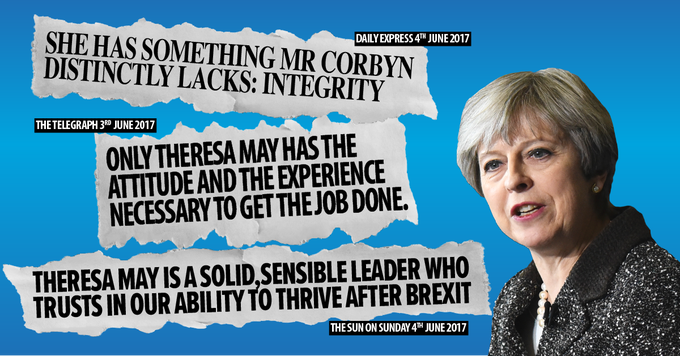 DAILY EXPRESS 4TH JUNE 2017
SHE HAS SOMETHING MR CORBYN
DISTINCTLY LACKS: INTEGRITY
THE TELEGRAPH 3RD JUNE 2017
ONLY THERESA MAY HAS THE
ATTITUDE AND THE EXPERIENCE
NECESSARY TO GET THE JOB DONE.
THERESA MAY IS A SOLID, SENSIBLE LEADER WHO
TRUSTS IN OUR ABILITY TO THRIVE AFTER BREXIT
THE SUN ON SUNDAY 4TH JUNE 2017